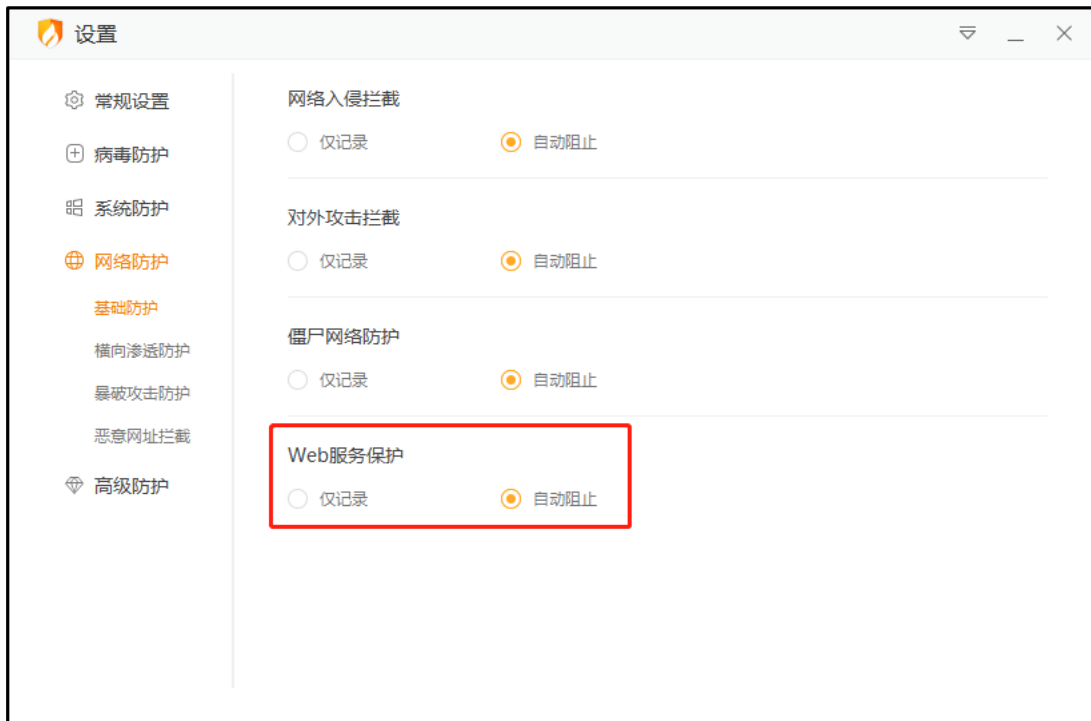 设置
常规设置
病毒防护
系统防护
网络防护
基础防护
横向渗透防护
暴破攻击防护
恶意网址拦截
高级防护
网络入侵拦截
仅记录 自动阻止
对外攻击拦截
仅记录 自动阻止
僵尸网络防护
仅记录 自动阻止
Web服务保护
仅记录 自动阻止